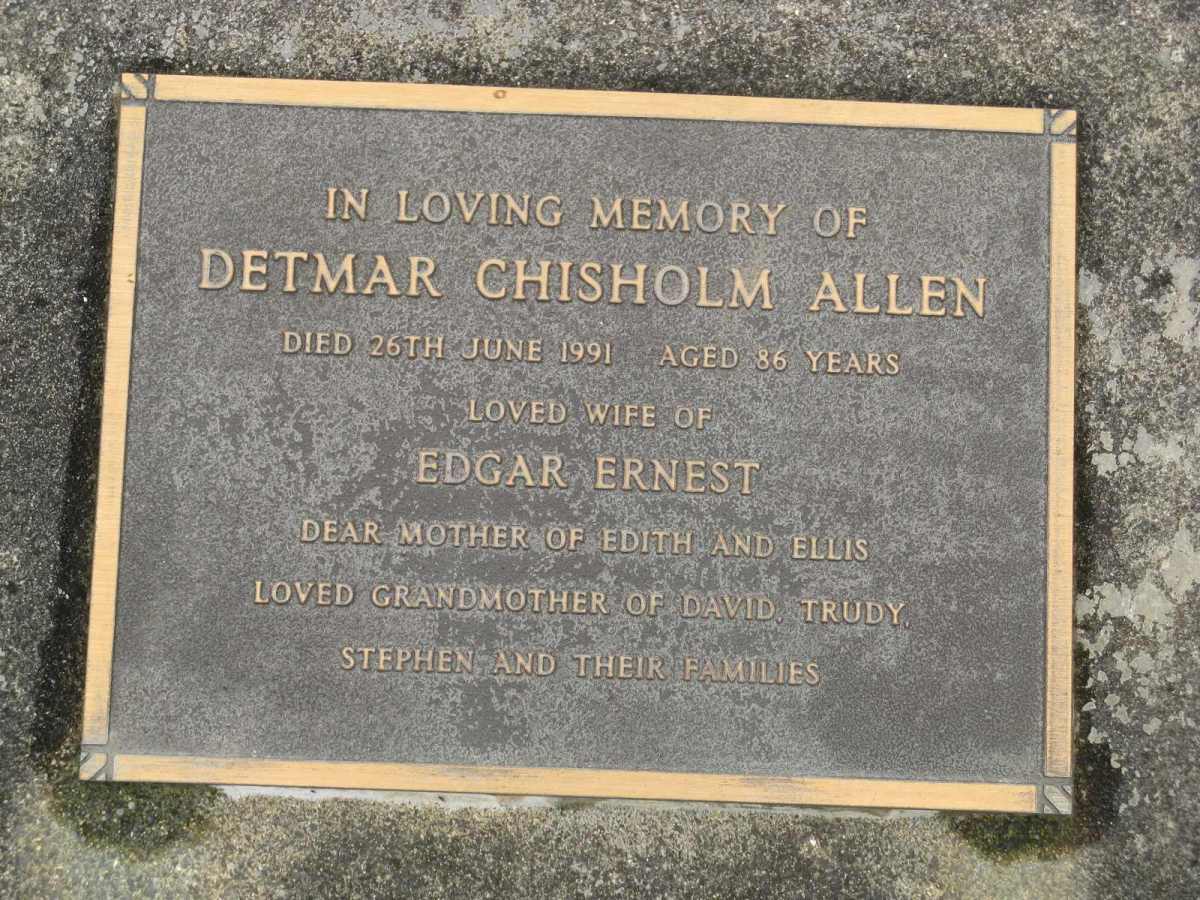 IN LOVING MEMORY OF
DETMAR CHISHOLM ALLEN
DIED 26TH JUNE 1991 AGED 86 YEARS
LOVED WIFE OF
EDGAR ERNEST
DEAR MOTHER OF EDITH AND ELLIS
LOVED GRANDMOTHER OF DAVID, TRUDY,
STEPHEN AND THEIR FAMILIES